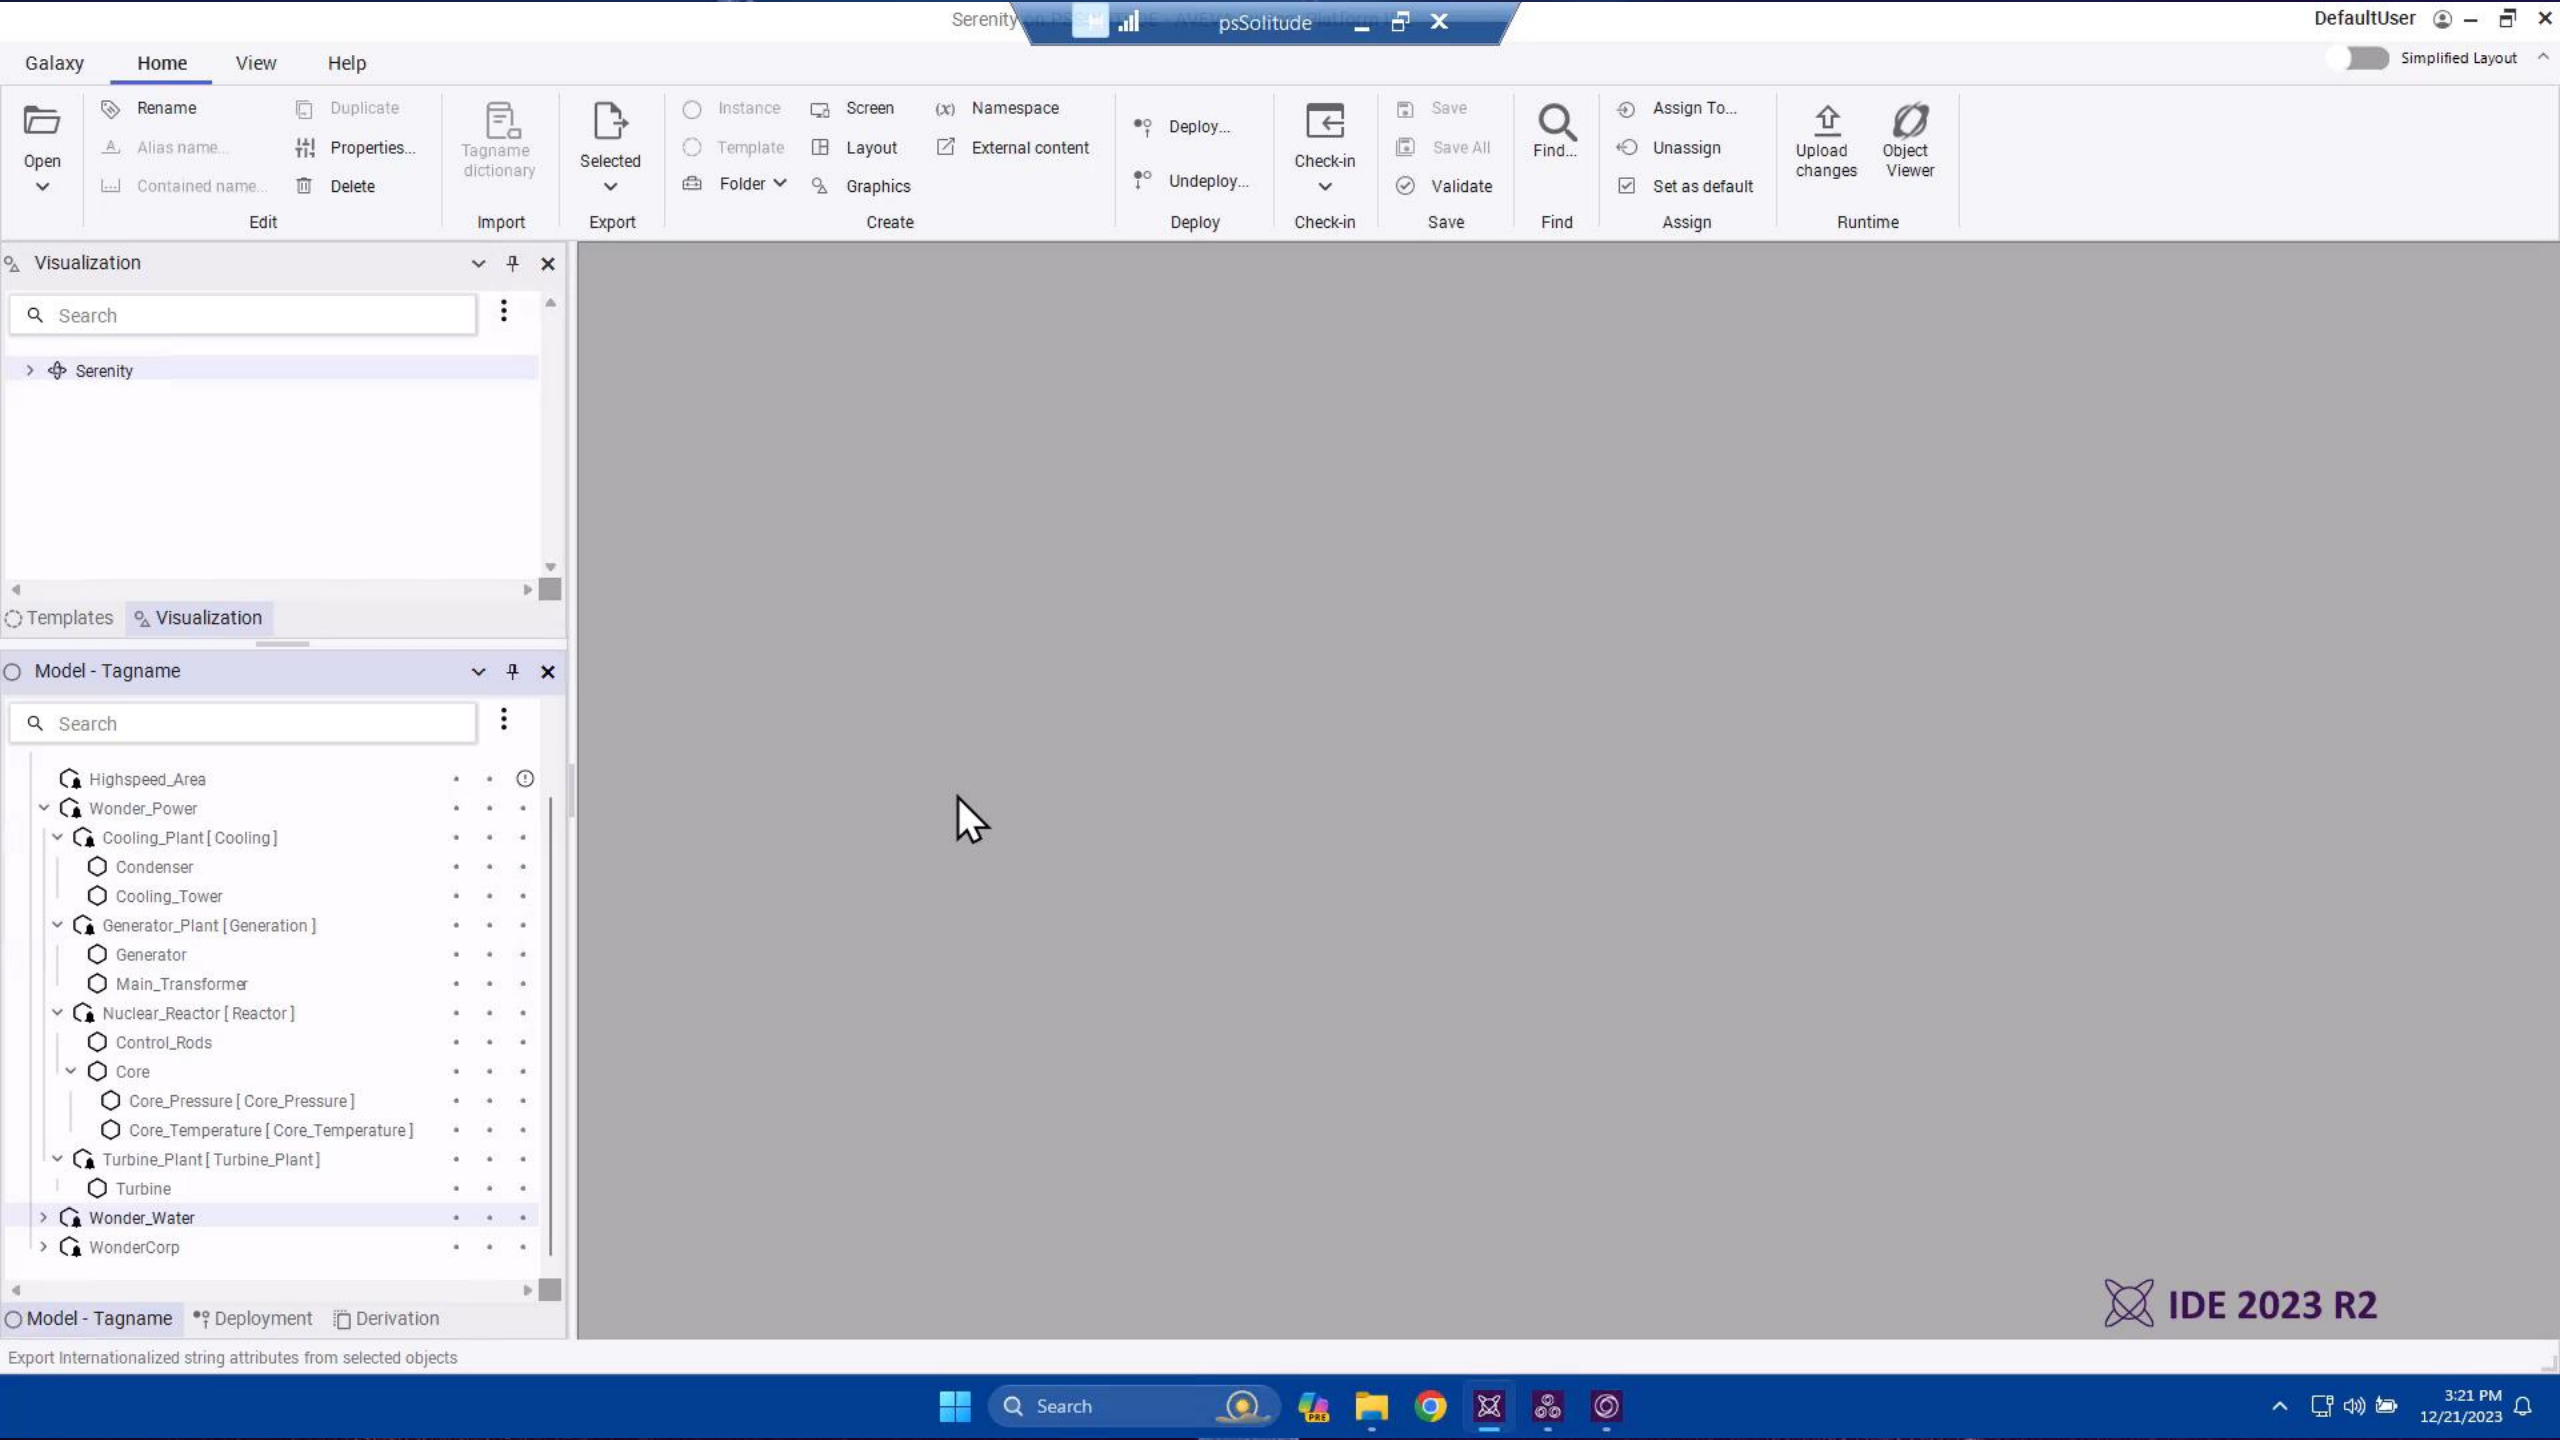 Serenity
psSolitude
DefaultUser
Galaxy Home View Help
Simplified Layout
Open
Rename
Alias name...
Contained name...
Duplicate
Properties...
Delete
Edit
Tagname
dictionary
Import
Selected
Export
Instance
Template
Folder
Screen
Layout
Graphics
(x) Namespace
External content
Create
Deploy...
Undeploy...
Deploy
Check-in
Check-in
Save
Save All
Validate
Save
Find...
Find
Assign To...
Unassign
Set as default
Assign
Upload
changes
Object
Viewer
Runtime
Visualization
Search
Serenity
Templates Visualization
Model - Tagname
Search
Highspeed_Area
Wonder_Power
Cooling_Plant [ Cooling ]
Condenser
Cooling_Tower
Generator_Plant [ Generation ]
Generator
Main_Transformer
Nuclear_Reactor [ Reactor ]
Control_Rods
Core
Core_Pressure [ Core_Pressure ]
Core_Temperature [ Core_Temperature ]
Turbine_Plant [ Turbine_Plant ]
Turbine
Wonder_Water
WonderCorp
Model - Tagname Deployment Derivation
IDE 2023 R2
Export Internationalized string attributes from selected objects
Search
PRE
3:21 PM
12/21/2023